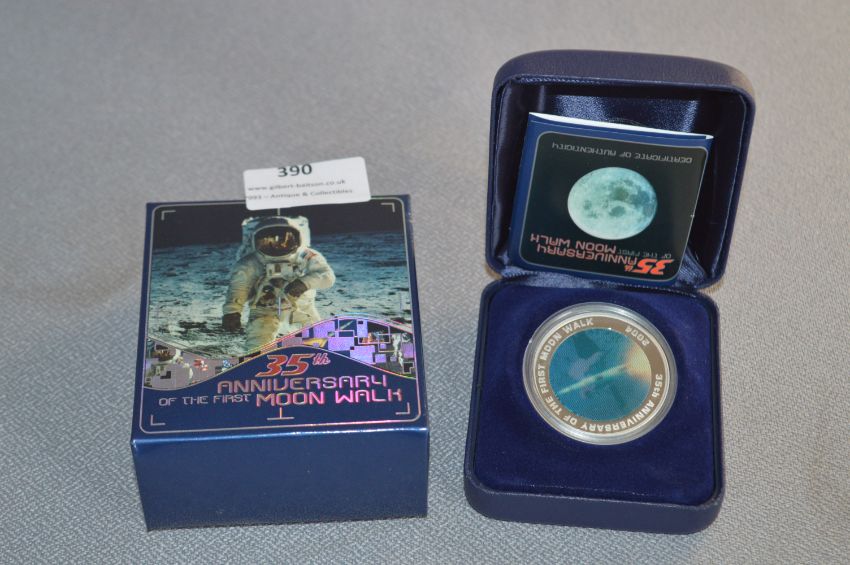 390
www.gilbert-baitson.co.uk
993 - Antique & Collectibles
35th
ANNIVERSARY
OF THE FIRST MOON WALK
CERTIFICATE OF AUTHENTICITY
35th
ANNIVERSARY
OF THE FIRST
MOON WALK
35th ANNIVERSARY OF THE FIRST MOON WALK
2004